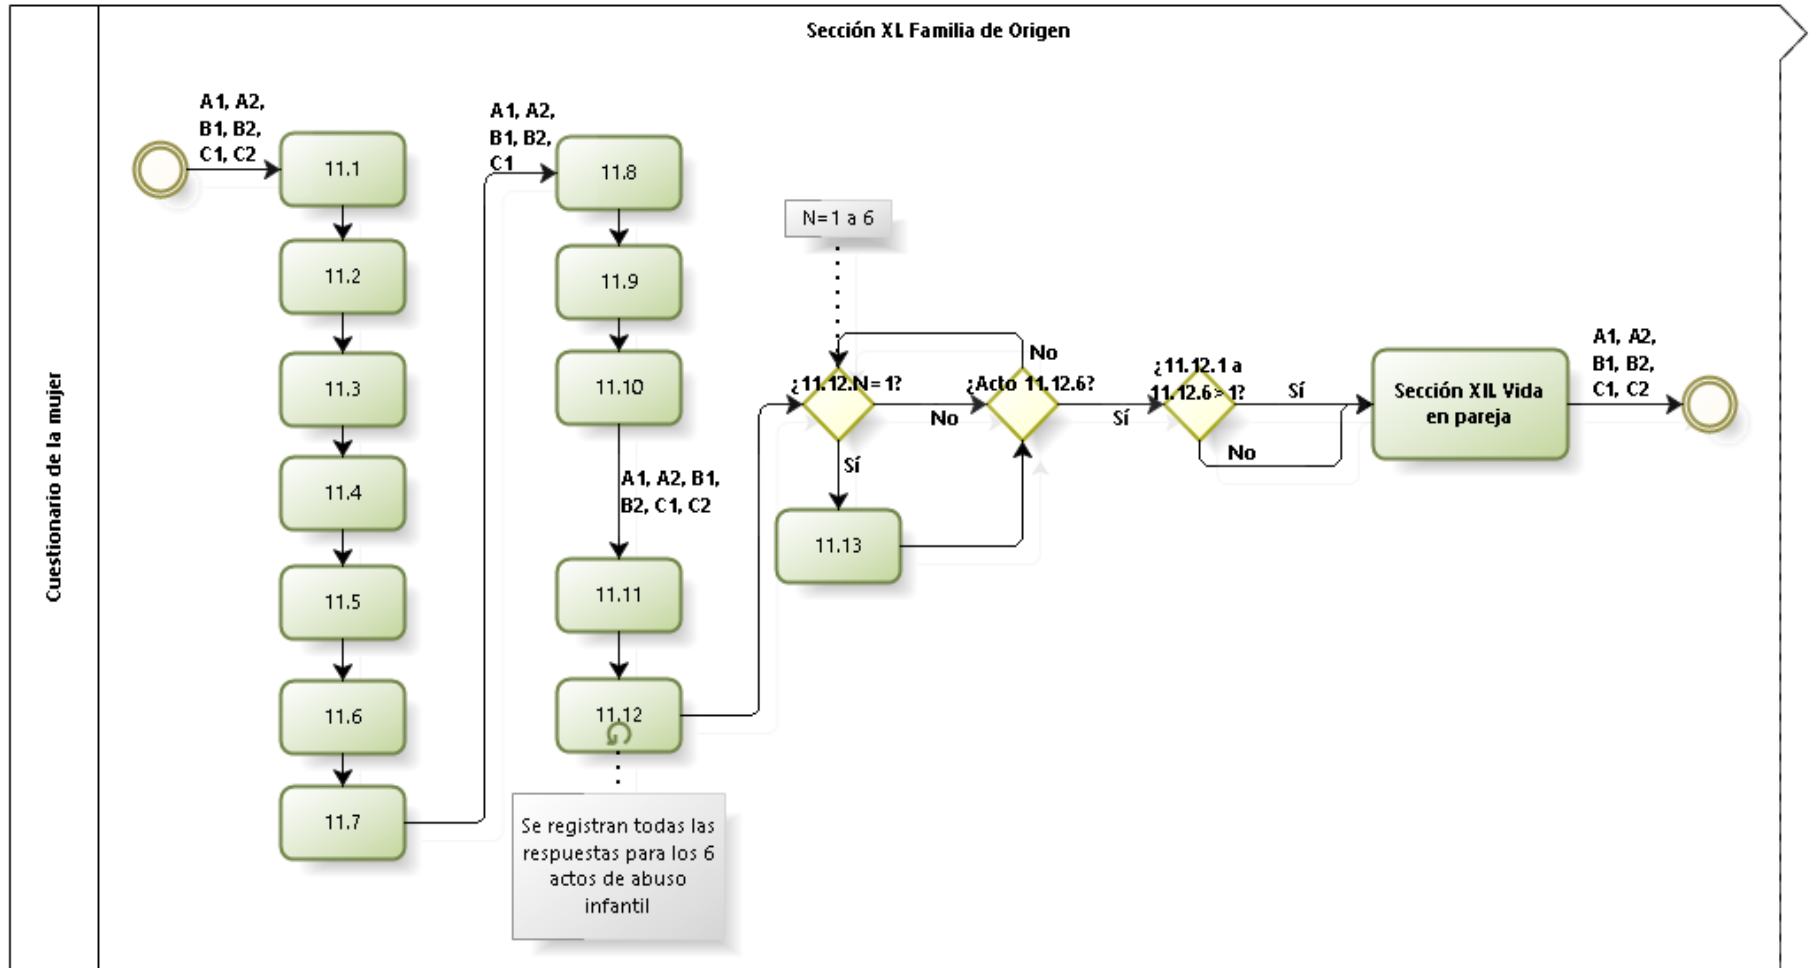 Sección XI. Familia de Origen
Cuestionario de la mujer
A1, A2,
B1, B2,
C1, C2
11.1
11.2
11.3
11.4
11.5
11.6
11.7
A1, A2,
B1, B2,
C1
11.8
11.9
11.10
A1, A2, B1,
B2, C1, C2
11.11
11.12
Se registran todas las
respuestas para los 6
actos de abuso
infantil
N=1 a 6
¿11.12.N=1?
No
Sí
11.13
¿Acto 11.12.6?
No
Sí
¿11.12.1 a
11.12.6>1?
Sí
No
Sección XII. Vida
en pareja
A1, A2,
B1, B2,
C1, C2